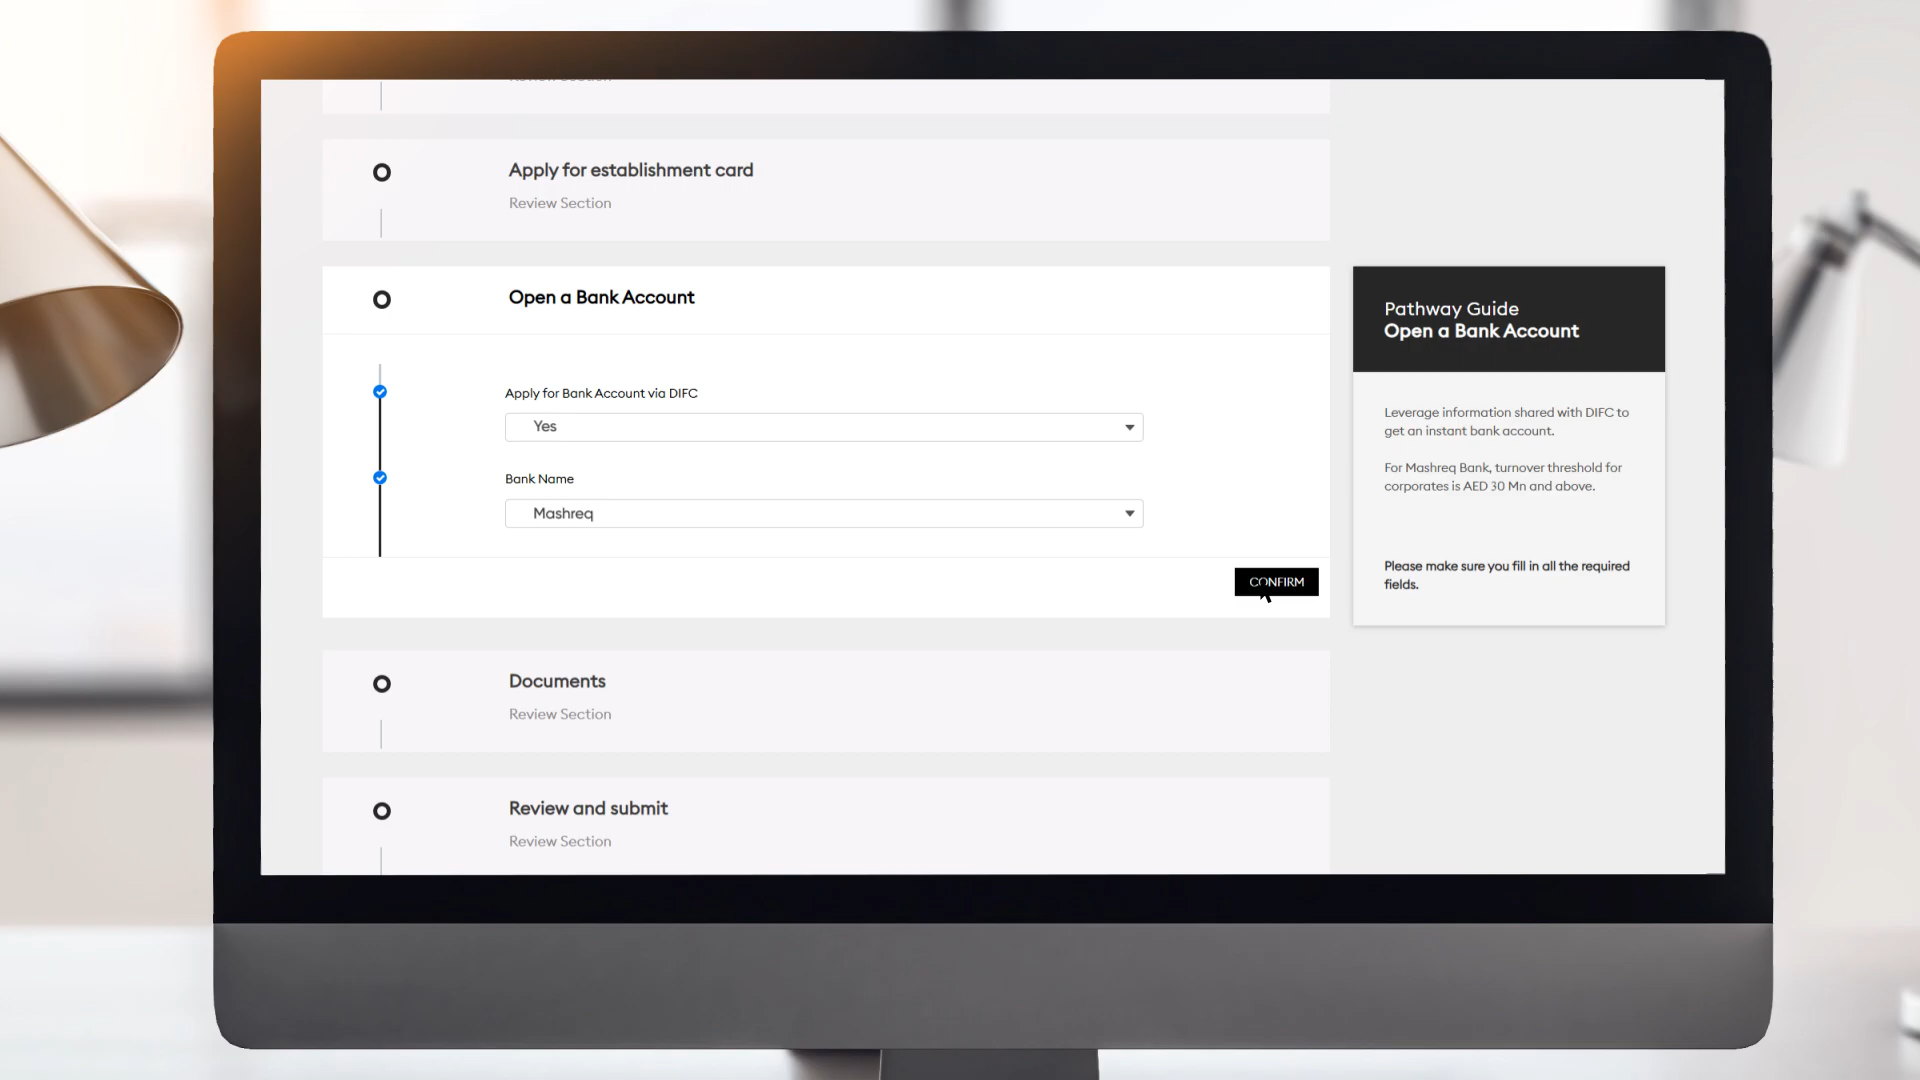 Apply for establishment card
Review Section
Open a Bank Account
Apply for Bank Account via DIFC
Yes
Bank Name
Mashreq
CONFIRM
Pathway Guide
Open a Bank Account
Leverage information shared with DIFC to
get an instant bank account.
For Mashreq Bank, turnover threshold for
corporates is AED 30 Mn and above.
Please make sure you fill in all the required
fields.
Documents
Review Section
Review and submit
Review Section